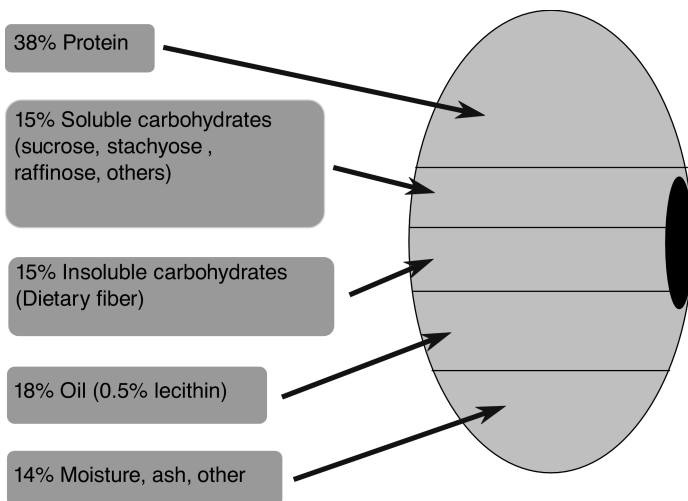 38% Protein
15% Soluble carbohydrates
(sucrose, stachyose ,
raffinose, others)
15% Insoluble carbohydrates
(Dietary fiber)
18% Oil (0.5% lecithin)
14% Moisture, ash, other